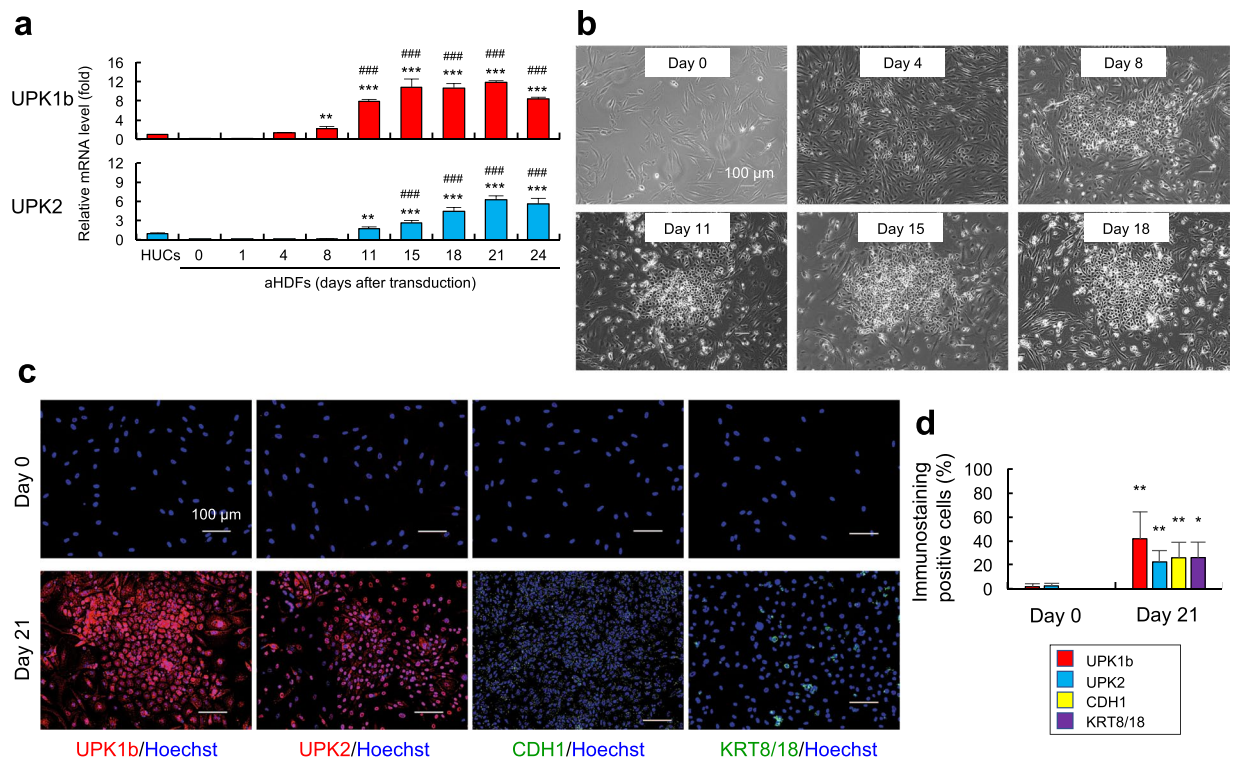 a
UPK1b
UPK2
Relative mRNA level (fold)
16
12
8
4
0
**
###
***
###
***
***
###
***
***
###
***
***
###
***
12
9
6
3
0
**
###
***
###
***
###
***
###
***
HUCs 0 1 4 8 11 15 18 21 24
aHDFs (days after transduction)
b
Day 0
100 µm
Day 4
Day 8
Day 11
Day 15
Day 18
c
Day 0
100 µm
Day 21
UPK1b/Hoechst
UPK2/Hoechst
CDH1/Hoechst
KRT8/18/Hoechst
d
Immunostaining
positive cells (%)
100
80
60
40
20
0
**
**
**
*
Day 0
Day 21
UPK1b
UPK2
CDH1
KRT8/18